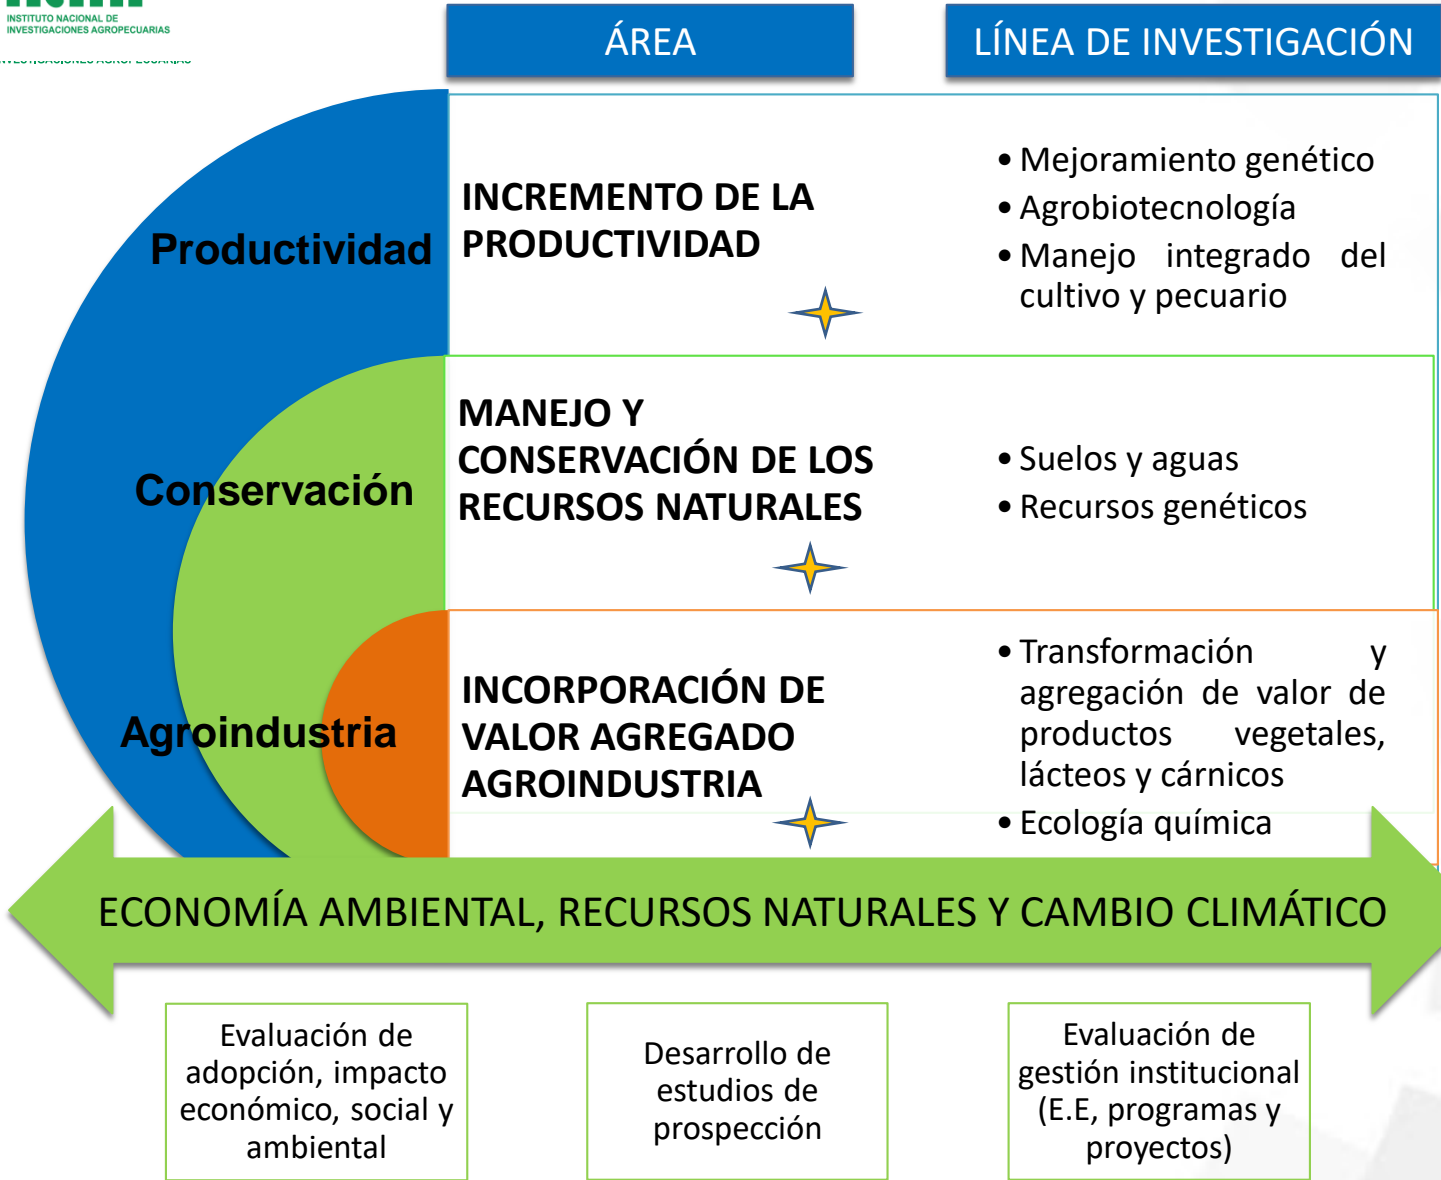 INSTITUTO NACIONAL DE
INVESTIGACIONES AGROPECUARIAS
ÁREA
LÍNEA DE INVESTIGACIÓN
Productividad
INCREMENTO DE LA
PRODUCTIVIDAD
• Mejoramiento genético
• Agrobiotecnología
• Manejo integrado del
cultivo y pecuario
Conservación
MANEJO Y
CONSERVACIÓN DE LOS
RECURSOS NATURALES
• Suelos y aguas
• Recursos genéticos
Agroindustria
INCORPORACIÓN DE
VALOR AGREGADO
AGROINDUSTRIA
• Transformación y
agregación de valor de
productos vegetales,
lácteos y cárnicos
• Ecología química
ECONOMÍA AMBIENTAL, RECURSOS NATURALES Y CAMBIO CLIMÁTICO
Evaluación de
adopción, impacto
económico, social y
ambiental
Desarrollo de
estudios de
prospección
Evaluación de
gestión institucional
(E.E, programas y
proyectos)